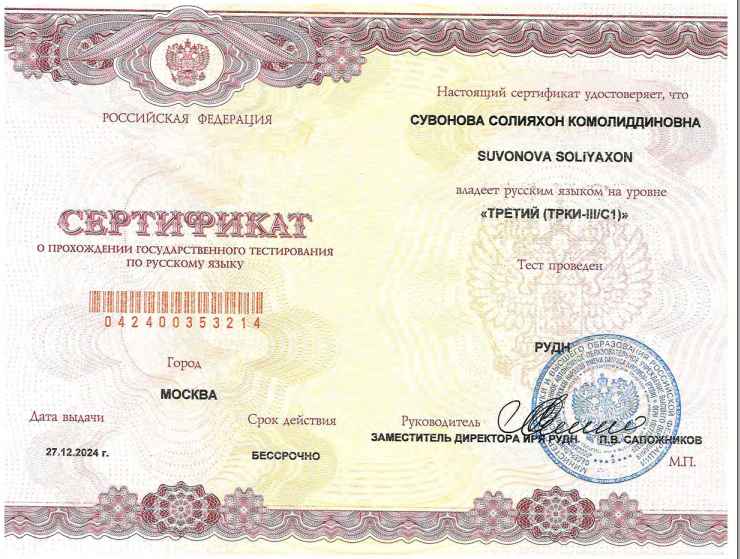 РОССИЙСКАЯ ФЕДЕРАЦИЯ
СЕРТИФИКАТ
О ПРОХОЖДЕНИИ ГОСУДАРСТВЕННОГО ТЕСТИРОВАНИЯ
ПО РУССКОМУ ЯЗЫКУ
042400353214
Город
МОСКВА
Дата выдачи
27.12.2024 г.
Срок действия
БЕССРОЧНО
Настоящий сертификат удостоверяет, что
СУВОНОВА СОЛИЯХОН КОМОЛИДДИНОВНА
SUVONOVA SOLIYAXON
владеет русским языком на уровне
«ТРЕТИЙ (ТРКИ-III/C1)»
Тест проведен
РУДН
Руководитель
ЗАМЕСТИТЕЛЬ ДИРЕКТОРА ИРЯ РУДН П.В. САПОЖНИКОВ
М.П.